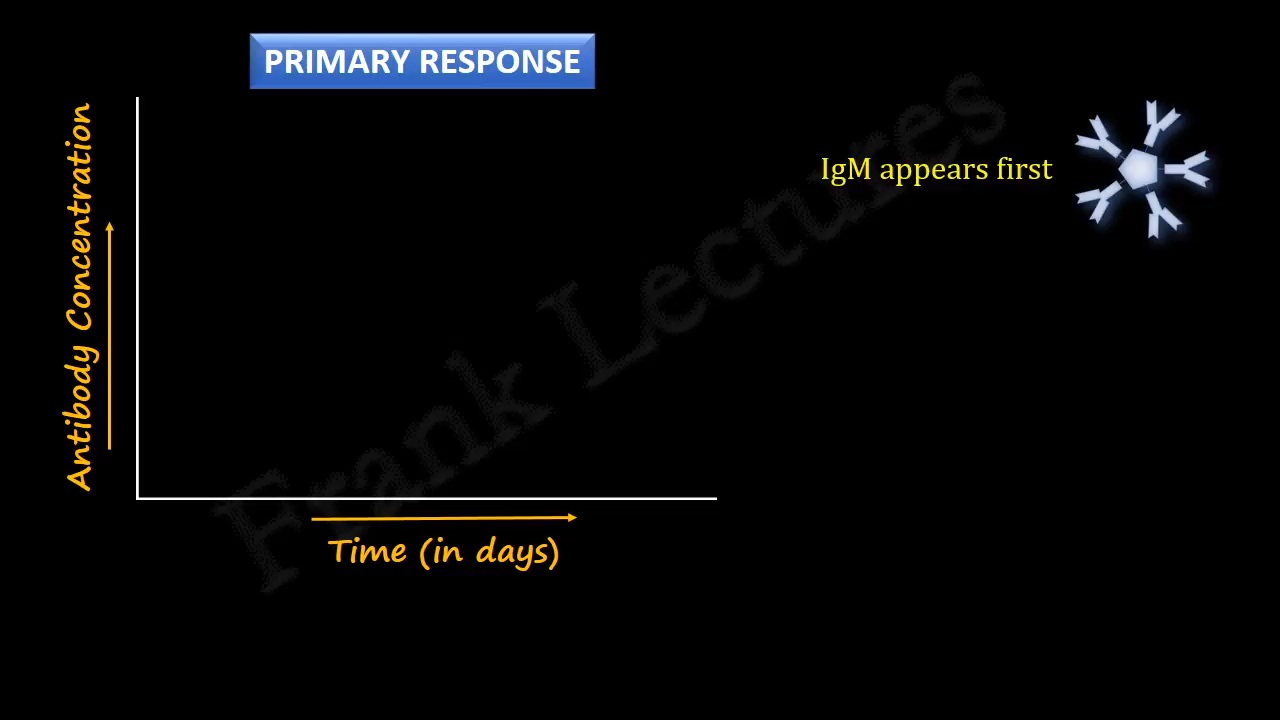 PRIMARY RESPONSE
IgM appears first
Antibody Concentration
Time (in days)
Frank Lectures